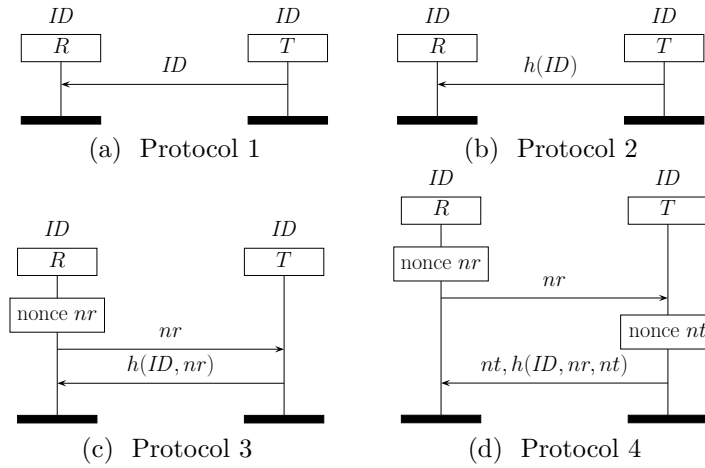 ID ID
R T
ID
(a) Protocol 1
ID ID
R T
h(ID)
(b) Protocol 2
ID ID
R T
nonce nr
nr
h(ID, nr)
(c) Protocol 3
ID ID
R T
nonce nr
nr
nonce nt
nt, h(ID, nr, nt)
(d) Protocol 4